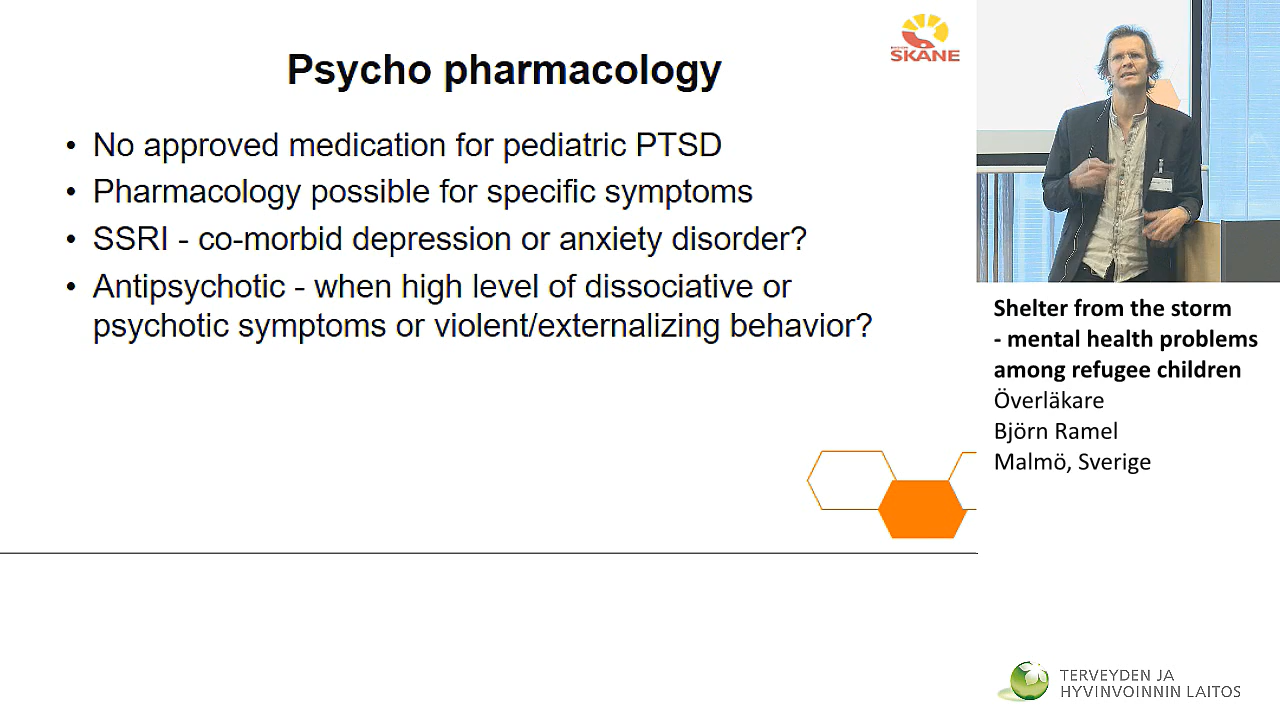 Psycho pharmacology
SKÅNE
• No approved medication for pediatric PTSD
• Pharmacology possible for specific symptoms
• SSRI - co-morbid depression or anxiety disorder?
• Antipsychotic - when high level of dissociative or
psychotic symptoms or violent/externalizing behavior?
Shelter from the storm
- mental health problems
among refugee children
Överläkare
Björn Ramel
Malmö, Sverige
TERVEYDEN JA
HYVINVOINNIN LAITOS